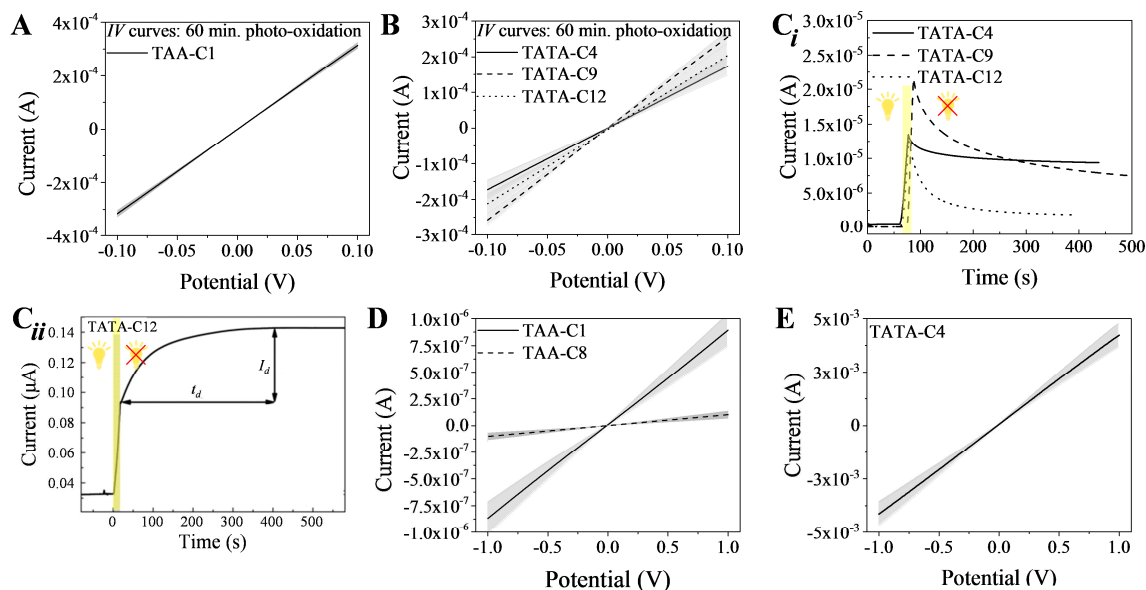 A
IV curves: 60 min. photo-oxidation
TAA-C1
4x10⁻⁴
2x10⁻⁴
0
-2x10⁻⁴
-4x10⁻⁴
-0.10
-0.05
0.00
0.05
0.10
Current (A)
Potential (V)
B
IV curves: 60 min. photo-oxidation
TATA-C4
TATA-C9
TATA-C12
3x10⁻⁴
2x10⁻⁴
1x10⁻⁴
0
-1x10⁻⁴
-2x10⁻⁴
-3x10⁻⁴
-0.10
-0.05
0.00
0.05
0.10
Current (A)
Potential (V)
Ci
TATA-C4
TATA-C9
TATA-C12
3.0x10⁻⁵
2.5x10⁻⁵
2.0x10⁻⁵
1.5x10⁻⁵
1.0x10⁻⁵
5.0x10⁻⁶
0.0
0
100
200
300
400
500
Current (A)
Time (s)
Cii
TATA-C12
0.14
0.12
0.10
0.08
0.06
0.04
0
100
200
300
400
500
Current (µA)
Time (s)
t_d
I_d
D
TAA-C1
TAA-C8
1.0x10⁻⁶
7.5x10⁻⁷
5.0x10⁻⁷
2.5x10⁻⁷
0.0
-2.5x10⁻⁷
-5.0x10⁻⁷
-7.5x10⁻⁷
-1.0x10⁻⁶
-1.0
-0.5
0.0
0.5
1.0
Current (A)
Potential (V)
E
TATA-C4
5x10⁻³
3x10⁻³
0
-3x10⁻³
-5x10⁻³
-1.0
-0.5
0.0
0.5
1.0
Current (A)
Potential (V)